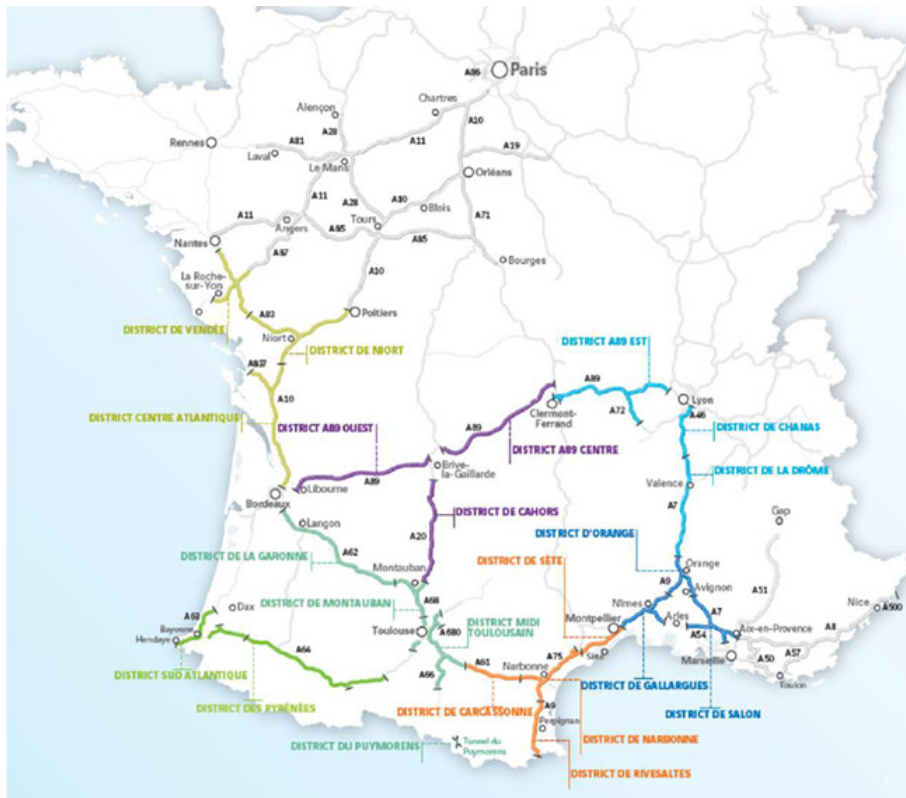 Paris
A86
Chartres
Alençon
A28
A10
A11
A19
Rennes
A81
Laval
Le Mans
Orléans
A11
A28
A10
Blois
A71
A11
Angers
A85
Tours
A85
Nantes
A87
A10
Bourges
La Roche-
sur-Yon
A83
Poitiers
DISTRICT DE VENDÉE
Niort
DISTRICT DE NIORT
DISTRICT A89 EST
A837
A10
A89
A72
Lyon
Clermont-
Ferrand
A46
DISTRICT CENTRE ATLANTIQUE
DISTRICT A89 OUEST
A89
DISTRICT A89 CENTRE
DISTRICT DE CHANAS
Brive-
la-Gaillarde
DISTRICT DE LA DRÔME
Libourne
A89
Valence
Bordeaux
Langon
DISTRICT DE CAHORS
A7
Gap
A20
DISTRICT D'ORANGE
DISTRICT DE LA GARONNE
A62
DISTRICT DE SÈTE
Orange
Montauban
A9
Avignon
A51
A68
Nîmes
Nice
A500
DISTRICT DE MONTAUBAN
Dax
A63
DISTRICT MIDI
TOULOUSAIN
Montpellier
Arles
A7
A8
Bayonne
Toulouse
A680
A54
Aix-en-Provence
Hendaye
A64
A75
Sète
Marseille
A50
A57
A61
Narbonne
Toulon
DISTRICT SUD ATLANTIQUE
A66
DISTRICT DE GALLARGUES
DISTRICT DES PYRÉNÉES
A9
DISTRICT DE CARCASSONNE
DISTRICT DE SALON
Perpignan
DISTRICT DU PUYMORENS
Tunnel du
Puymorens
DISTRICT DE NARBONNE
DISTRICT DE RIVESALTES